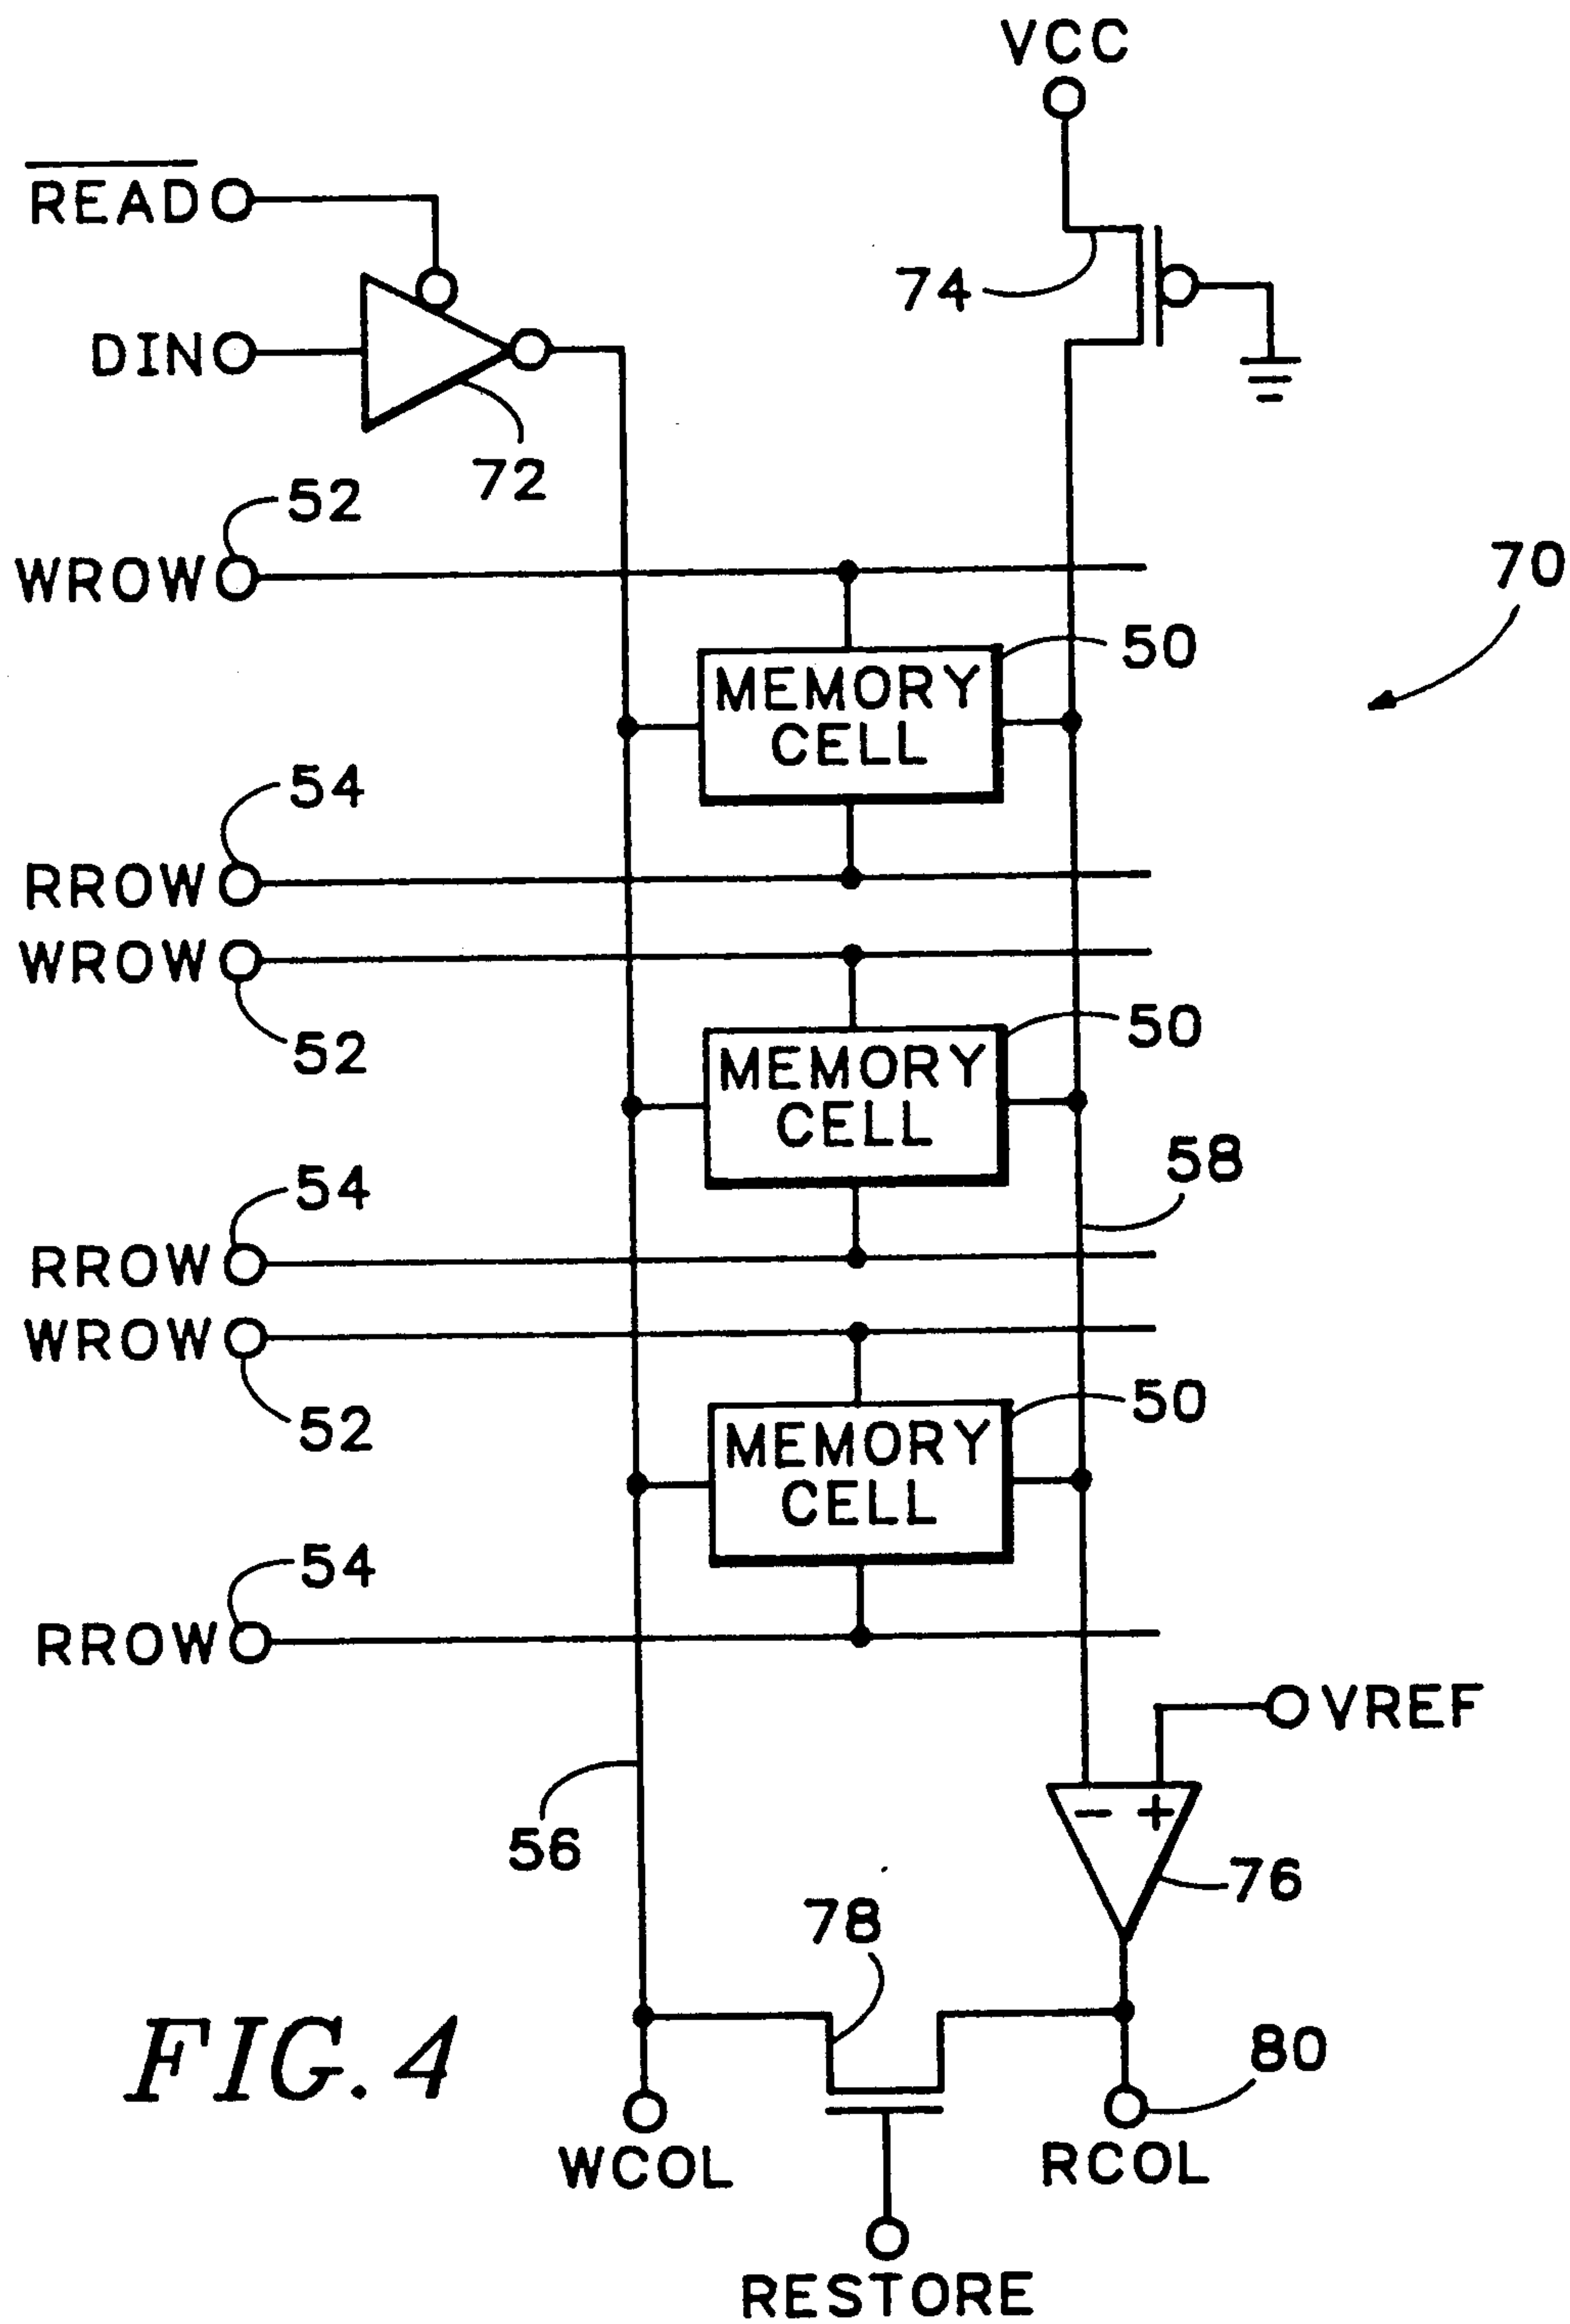 VCC
READ
74
DIN
72
52
WROW
70
50
MEMORY
CELL
54
RROW
WROW
52
50
MEMORY
CELL
58
54
RROW
WROW
52
50
MEMORY
CELL
54
RROW
VREF
56
- +
76
78
FIG. 4
80
WCOL
RCOL
RESTORE